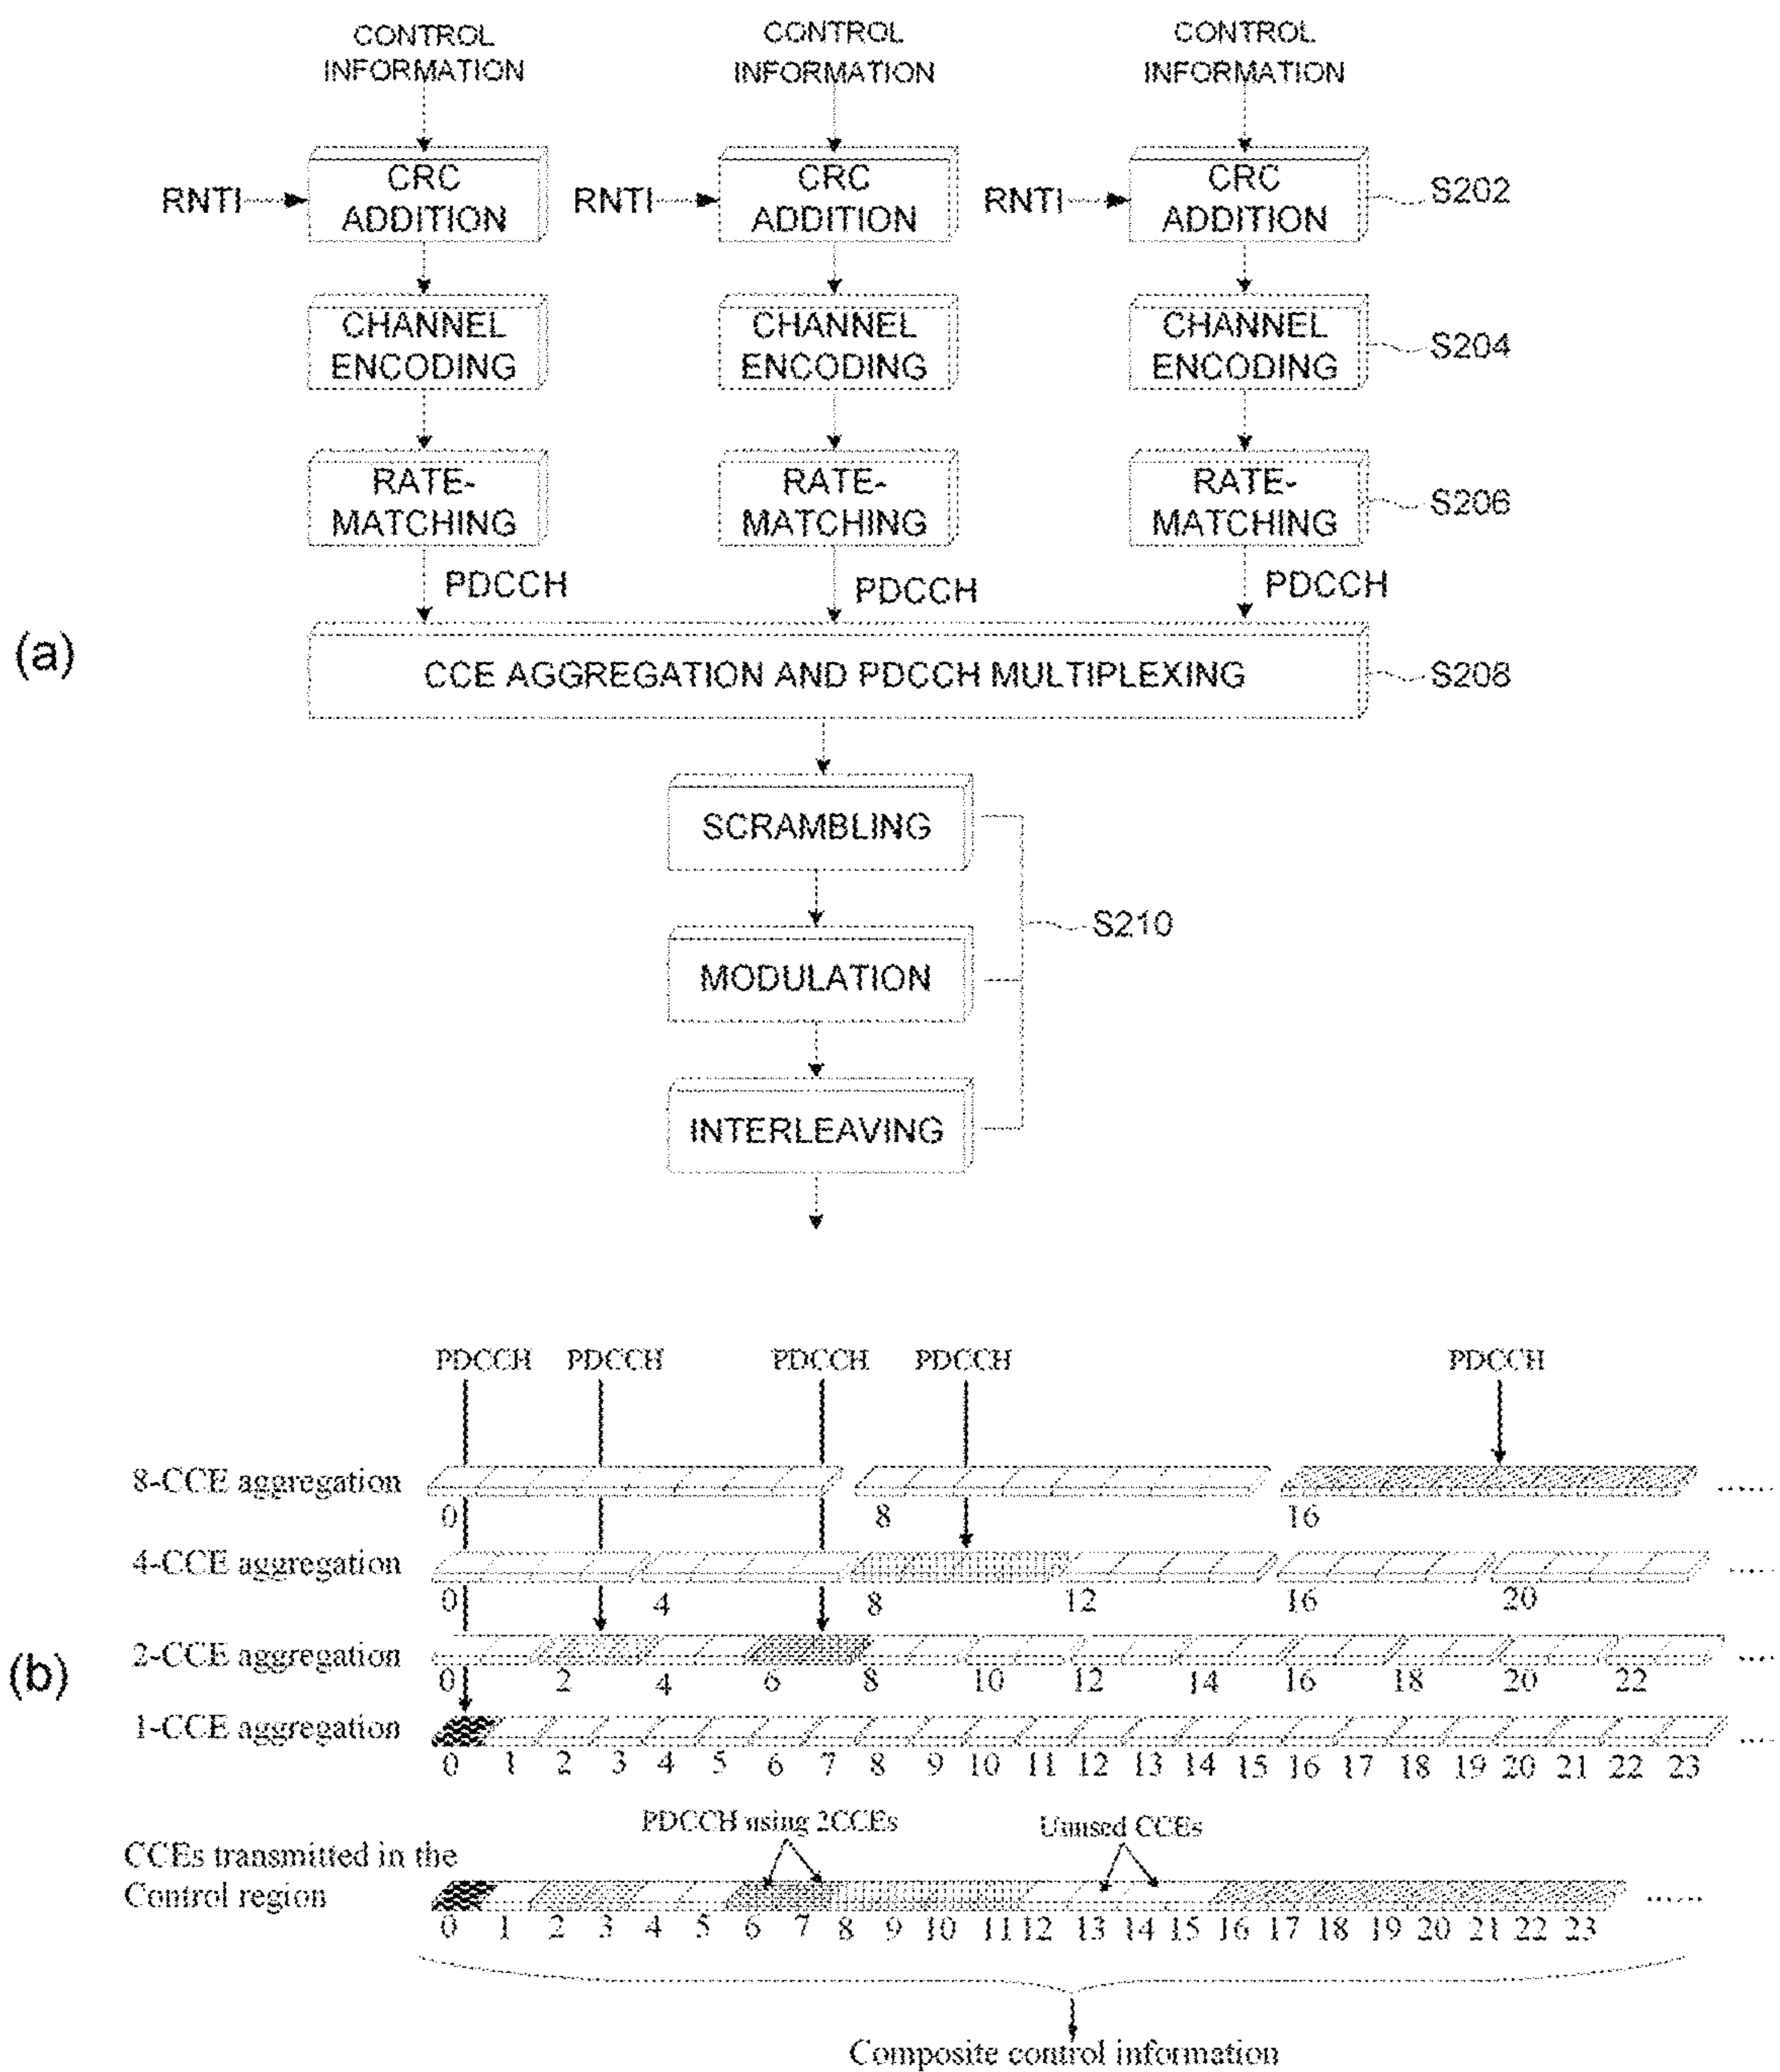 CONTROL INFORMATION
CONTROL INFORMATION
CONTROL INFORMATION
RNTI
CRC ADDITION
RNTI
CRC ADDITION
RNTI
CRC ADDITION
S202
CHANNEL ENCODING
CHANNEL ENCODING
CHANNEL ENCODING
S204
RATE-MATCHING
RATE-MATCHING
RATE-MATCHING
S206
PDCCH
PDCCH
PDCCH
(a)
CCE AGGREGATION AND PDCCH MULTIPLEXING
S208
SCRAMBLING
MODULATION
S210
INTERLEAVING
PDCCH PDCCH PDCCH PDCCH PDCCH
8-CCE aggregation
0 8 16
4-CCE aggregation
0 4 8 12 16 20
(b)
2-CCE aggregation
0 2 4 6 8 10 12 14 16 18 20 22
1-CCE aggregation
0 1 2 3 4 5 6 7 8 9 10 11 12 13 14 15 16 17 18 19 20 21 22 23
PDCCH using 2CCEs
Unused CCEs
CCEs transmitted in the
Control region
0 1 2 3 4 5 6 7 8 9 10 11 12 13 14 15 16 17 18 19 20 21 22 23
Composite control information